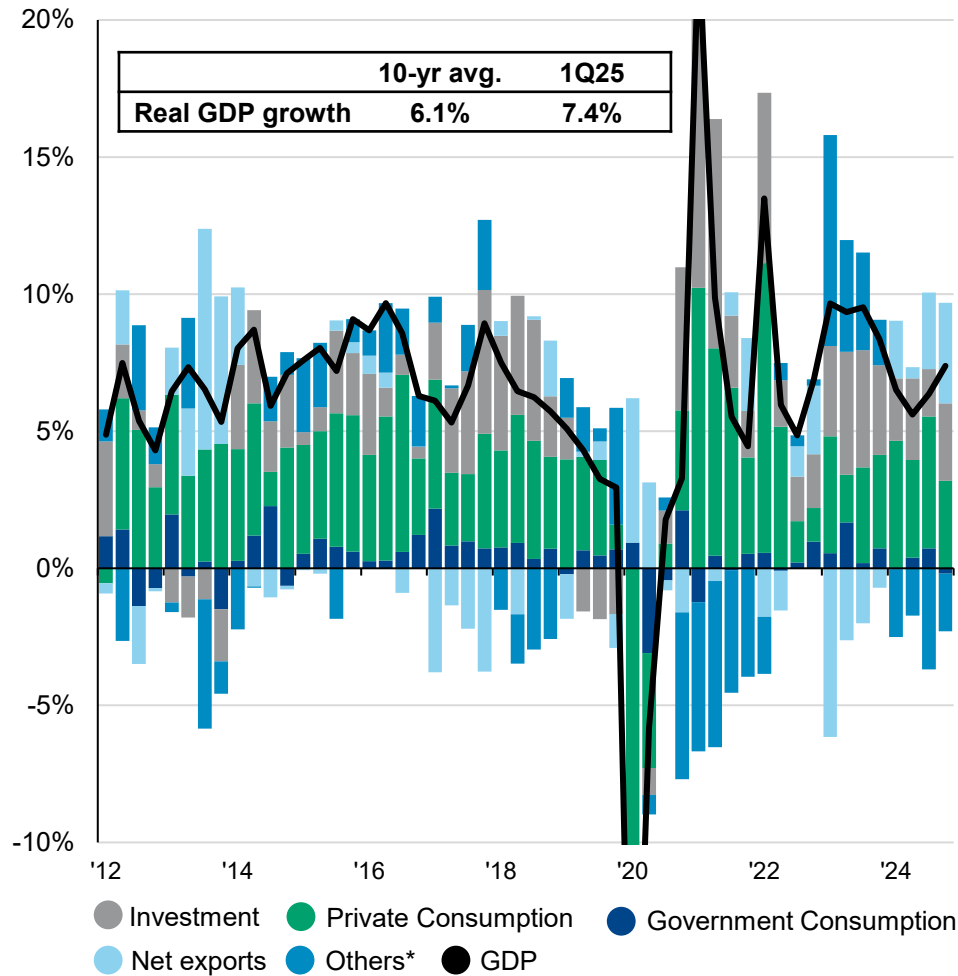 20%
10-yr avg. 1Q25
Real GDP growth 6.1% 7.4%
15%
10%
5%
0%
-5%
-10%
'12 '14 '16 '18 '20 '22 '24
Investment Private Consumption Government Consumption
Net exports Others* GDP